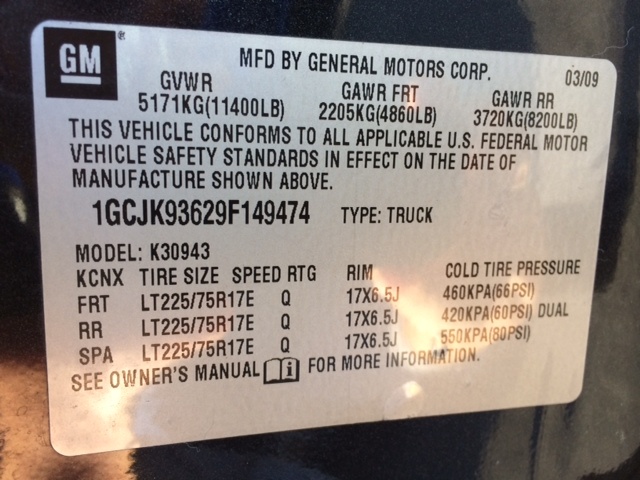 GM
MFD BY GENERAL MOTORS CORP. 03/09
GVWR GAWR FRT GAWR RR
5171KG(11400LB) 2205KG(4860LB) 3720KG(8200LB)
THIS VEHICLE CONFORMS TO ALL APPLICABLE U.S. FEDERAL MOTOR
VEHICLE SAFETY STANDARDS IN EFFECT ON THE DATE OF
MANUFACTURE SHOWN ABOVE.
1GCJK93629F149474 TYPE: TRUCK
MODEL: K30943
KCNX TIRE SIZE SPEED RTG RIM COLD TIRE PRESSURE
FRT LT225/75R17E Q 17X6.5J 460KPA(66PSI)
RR LT225/75R17E Q 17X6.5J 420KPA(60PSI) DUAL
SPA LT225/75R17E Q 17X6.5J 550KPA(80PSI)
SEE OWNER'S MANUAL i FOR MORE INFORMATION.